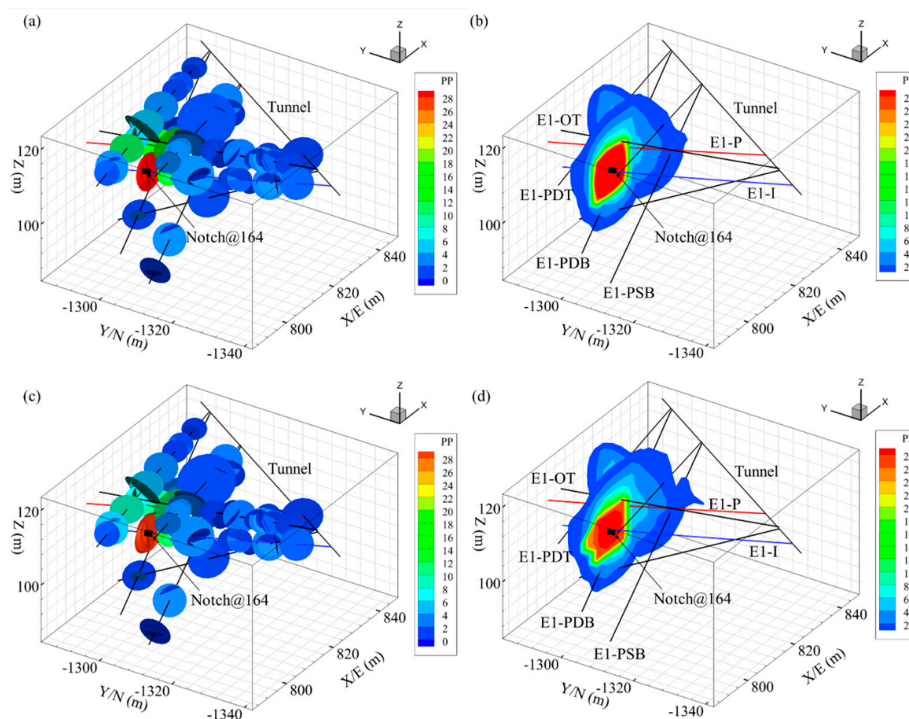 (a)
Z
Y
X
PP
28
26
24
22
20
18
16
14
12
10
8
6
4
2
0
Tunnel
120
Z (m)
100
Notch@164
-1300
-1320
Y/N (m)
-1340
800
820
840
X/E (m)
(b)
Z
Y
X
Tunnel
E1-OT
E1-P
E1-I
E1-PDT
E1-PDB
E1-PSB
Notch@164
120
Z (m)
100
-1300
-1320
Y/N (m)
-1340
800
820
840
X/E (m)
(c)
Z
Y
X
PP
28
26
24
22
20
18
16
14
12
10
8
6
4
2
0
Tunnel
120
Z (m)
100
Notch@164
-1300
-1320
Y/N (m)
-1340
800
820
840
X/E (m)
(d)
Z
Y
X
Tunnel
E1-OT
E1-P
E1-I
E1-PDT
E1-PDB
E1-PSB
Notch@164
120
Z (m)
100
-1300
-1320
Y/N (m)
-1340
800
820
840
X/E (m)